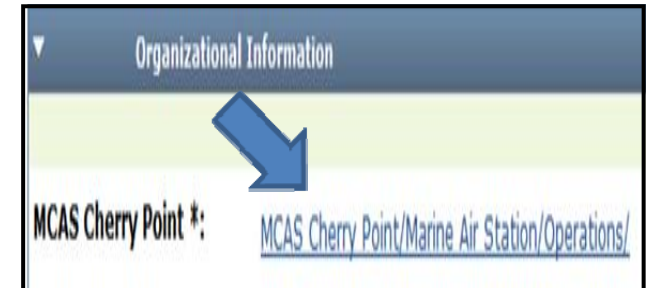 Organizational Information
MCAS Cherry Point *: MCAS Cherry Point/Marine Air Station/Operations/